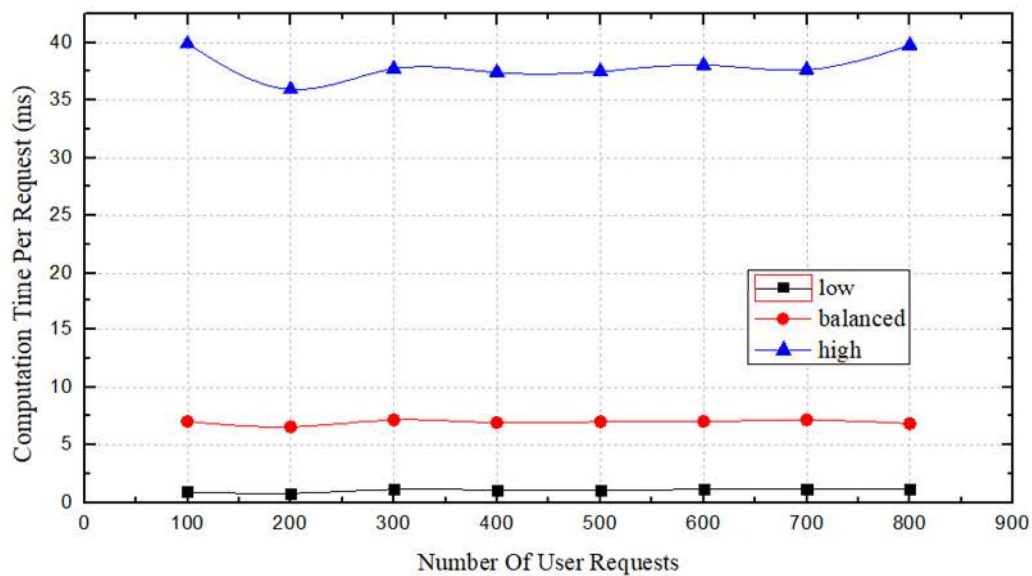 40
35
30
25
20
15
10
5
0
Computation Time Per Request (ms)
low
balanced
high
0 100 200 300 400 500 600 700 800 900
Number Of User Requests